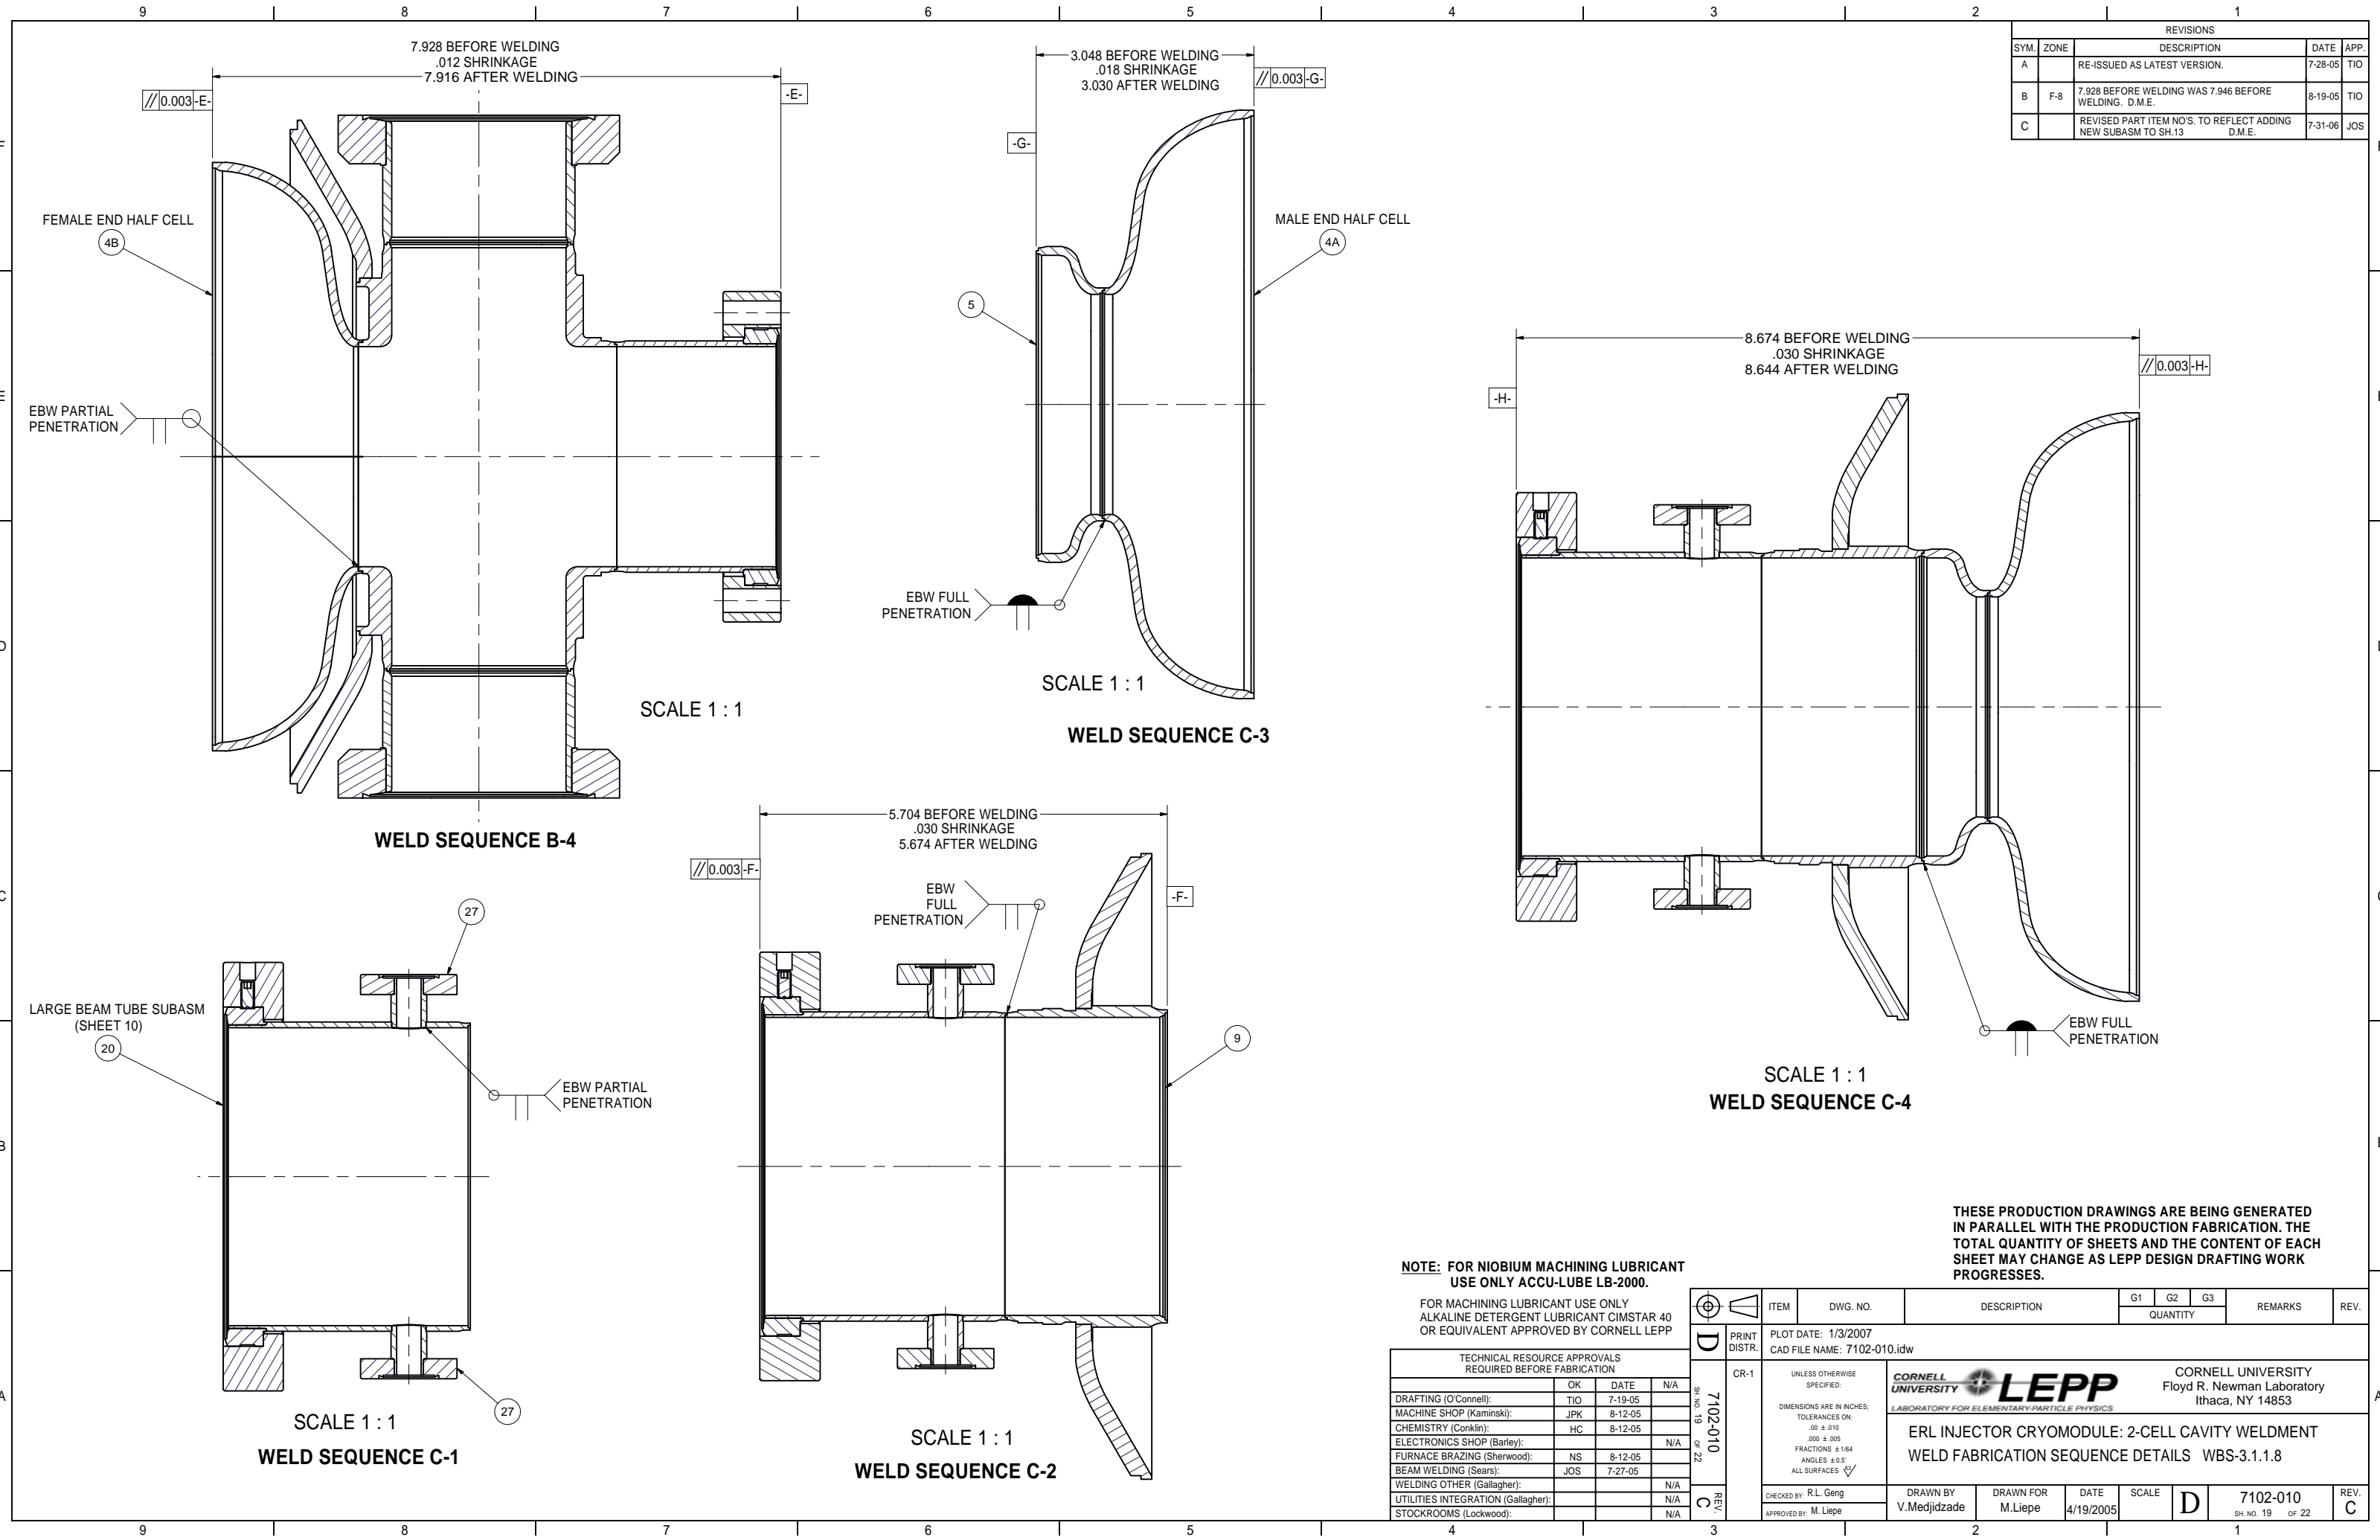 9 8 7 6 5 4 3 2 1
REVISIONS
SYM. ZONE DESCRIPTION DATE APP.
A RE-ISSUED AS LATEST VERSION. 7-28-05 TIO
B F-8 7.928 BEFORE WELDING WAS 7.946 BEFORE
WELDING. D.M.E. 8-19-05 TIO
C REVISED PART ITEM NO'S. TO REFLECT ADDING
NEW SUBASM TO SH.13 D.M.E. 7-31-06 JOS
7.928 BEFORE WELDING
.012 SHRINKAGE
7.916 AFTER WELDING
// 0.003 -E-
-E-
FEMALE END HALF CELL
4B
EBW PARTIAL
PENETRATION
SCALE 1 : 1
WELD SEQUENCE B-4
3.048 BEFORE WELDING
.018 SHRINKAGE
3.030 AFTER WELDING
// 0.003 -G-
-G-
MALE END HALF CELL
4A
5
EBW FULL
PENETRATION
SCALE 1 : 1
WELD SEQUENCE C-3
8.674 BEFORE WELDING
.030 SHRINKAGE
8.644 AFTER WELDING
// 0.003 -H-
-H-
EBW FULL
PENETRATION
SCALE 1 : 1
WELD SEQUENCE C-4
27
LARGE BEAM TUBE SUBASM
(SHEET 10)
20
EBW PARTIAL
PENETRATION
27
SCALE 1 : 1
WELD SEQUENCE C-1
5.704 BEFORE WELDING
.030 SHRINKAGE
5.674 AFTER WELDING
// 0.003 -F-
-F-
EBW
FULL
PENETRATION
9
SCALE 1 : 1
WELD SEQUENCE C-2
THESE PRODUCTION DRAWINGS ARE BEING GENERATED
IN PARALLEL WITH THE PRODUCTION FABRICATION. THE
TOTAL QUANTITY OF SHEETS AND THE CONTENT OF EACH
SHEET MAY CHANGE AS LEPP DESIGN DRAFTING WORK
PROGRESSES.
NOTE: FOR NIOBIUM MACHINING LUBRICANT
USE ONLY ACCU-LUBE LB-2000.
FOR MACHINING LUBRICANT USE ONLY
ALKALINE DETERGENT LUBRICANT CIMSTAR 40
OR EQUIVALENT APPROVED BY CORNELL LEPP
TECHNICAL RESOURCE APPROVALS
REQUIRED BEFORE FABRICATION
OK DATE N/A
DRAFTING (O'Connell): TIO 7-19-05
MACHINE SHOP (Kaminski): JPK 8-12-05
CHEMISTRY (Conklin): HC 8-12-05
ELECTRONICS SHOP (Barley): N/A
FURNACE BRAZING (Sherwood): NS 8-12-05
BEAM WELDING (Sears): JOS 7-27-05
WELDING OTHER (Gallagher): N/A
UTILITIES INTEGRATION (Gallagher): N/A
STOCKROOMS (Lockwood): N/A
ITEM DWG. NO. DESCRIPTION G1 G2 G3 REMARKS REV.
QUANTITY
D
PRINT
DISTR.
CR-1
PLOT DATE: 1/3/2007
CAD FILE NAME: 7102-010.idw
SH. NO. 19 OF 22
7102-010
REV.
C
UNLESS OTHERWISE
SPECIFIED:
DIMENSIONS ARE IN INCHES;
TOLERANCES ON:
.00 ± .010
.000 ± .005
FRACTIONS ± 1/64
ANGLES ± 0.5°
ALL SURFACES
CORNELL
UNIVERSITY LEPP
LABORATORY FOR ELEMENTARY-PARTICLE PHYSICS
CORNELL UNIVERSITY
Floyd R. Newman Laboratory
Ithaca, NY 14853
ERL INJECTOR CRYOMODULE: 2-CELL CAVITY WELDMENT
WELD FABRICATION SEQUENCE DETAILS WBS-3.1.1.8
CHECKED BY: R.L. Geng
APPROVED BY: M. Liepe
DRAWN BY
V.Medjidzade
DRAWN FOR
M.Liepe
DATE
4/19/2005
SCALE
D
7102-010
SH. NO. 19 OF 22
REV.
C
9 8 7 6 5 4 3 2 1